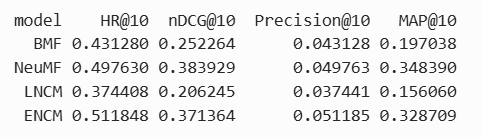 model HR@10 nDCG@10 Precision@10 MAP@10
BMF 0.431280 0.252264 0.043128 0.197038
NeuMF 0.497630 0.383929 0.049763 0.348390
LNCM 0.374408 0.206245 0.037441 0.156060
ENCM 0.511848 0.371364 0.051185 0.328709